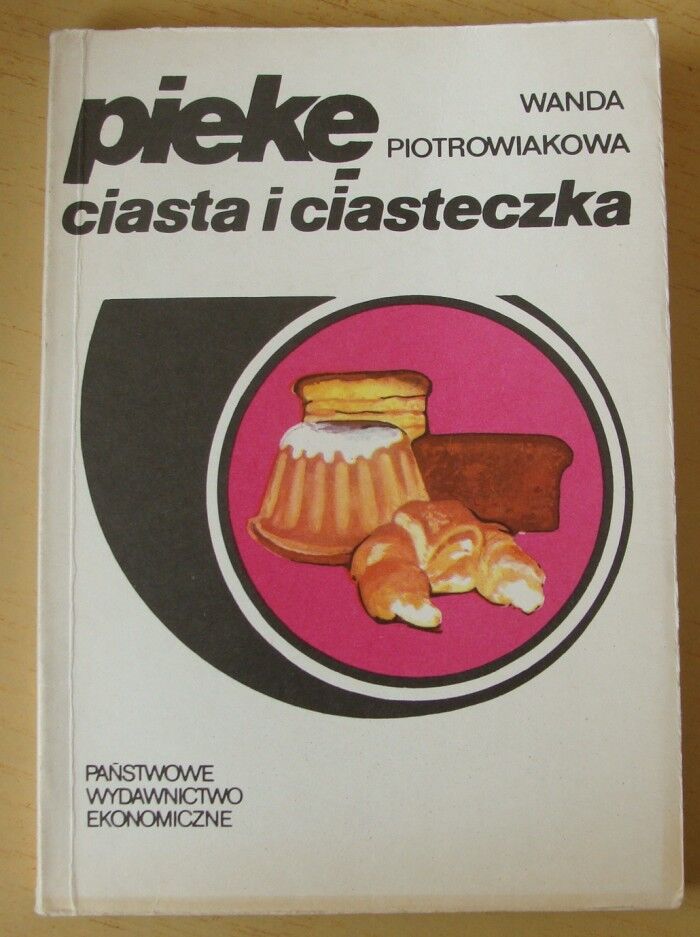 piekę
WANDA
PIOTROWIAKOWA
ciasta i ciasteczka
PAŃSTWOWE
WYDAWNICTWO
EKONOMICZNE